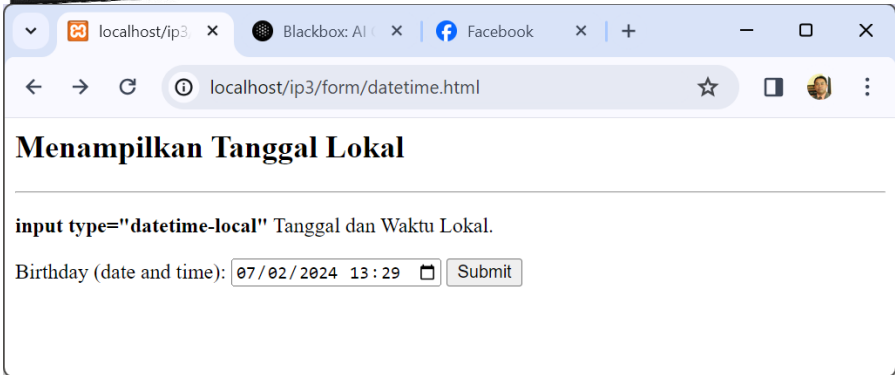 localhost/ip3/
Blackbox: AI
Facebook
localhost/ip3/form/datetime.html
Menampilkan Tanggal Lokal
input type="datetime-local" Tanggal dan Waktu Lokal.
Birthday (date and time): 07/02/2024 13:29 Submit